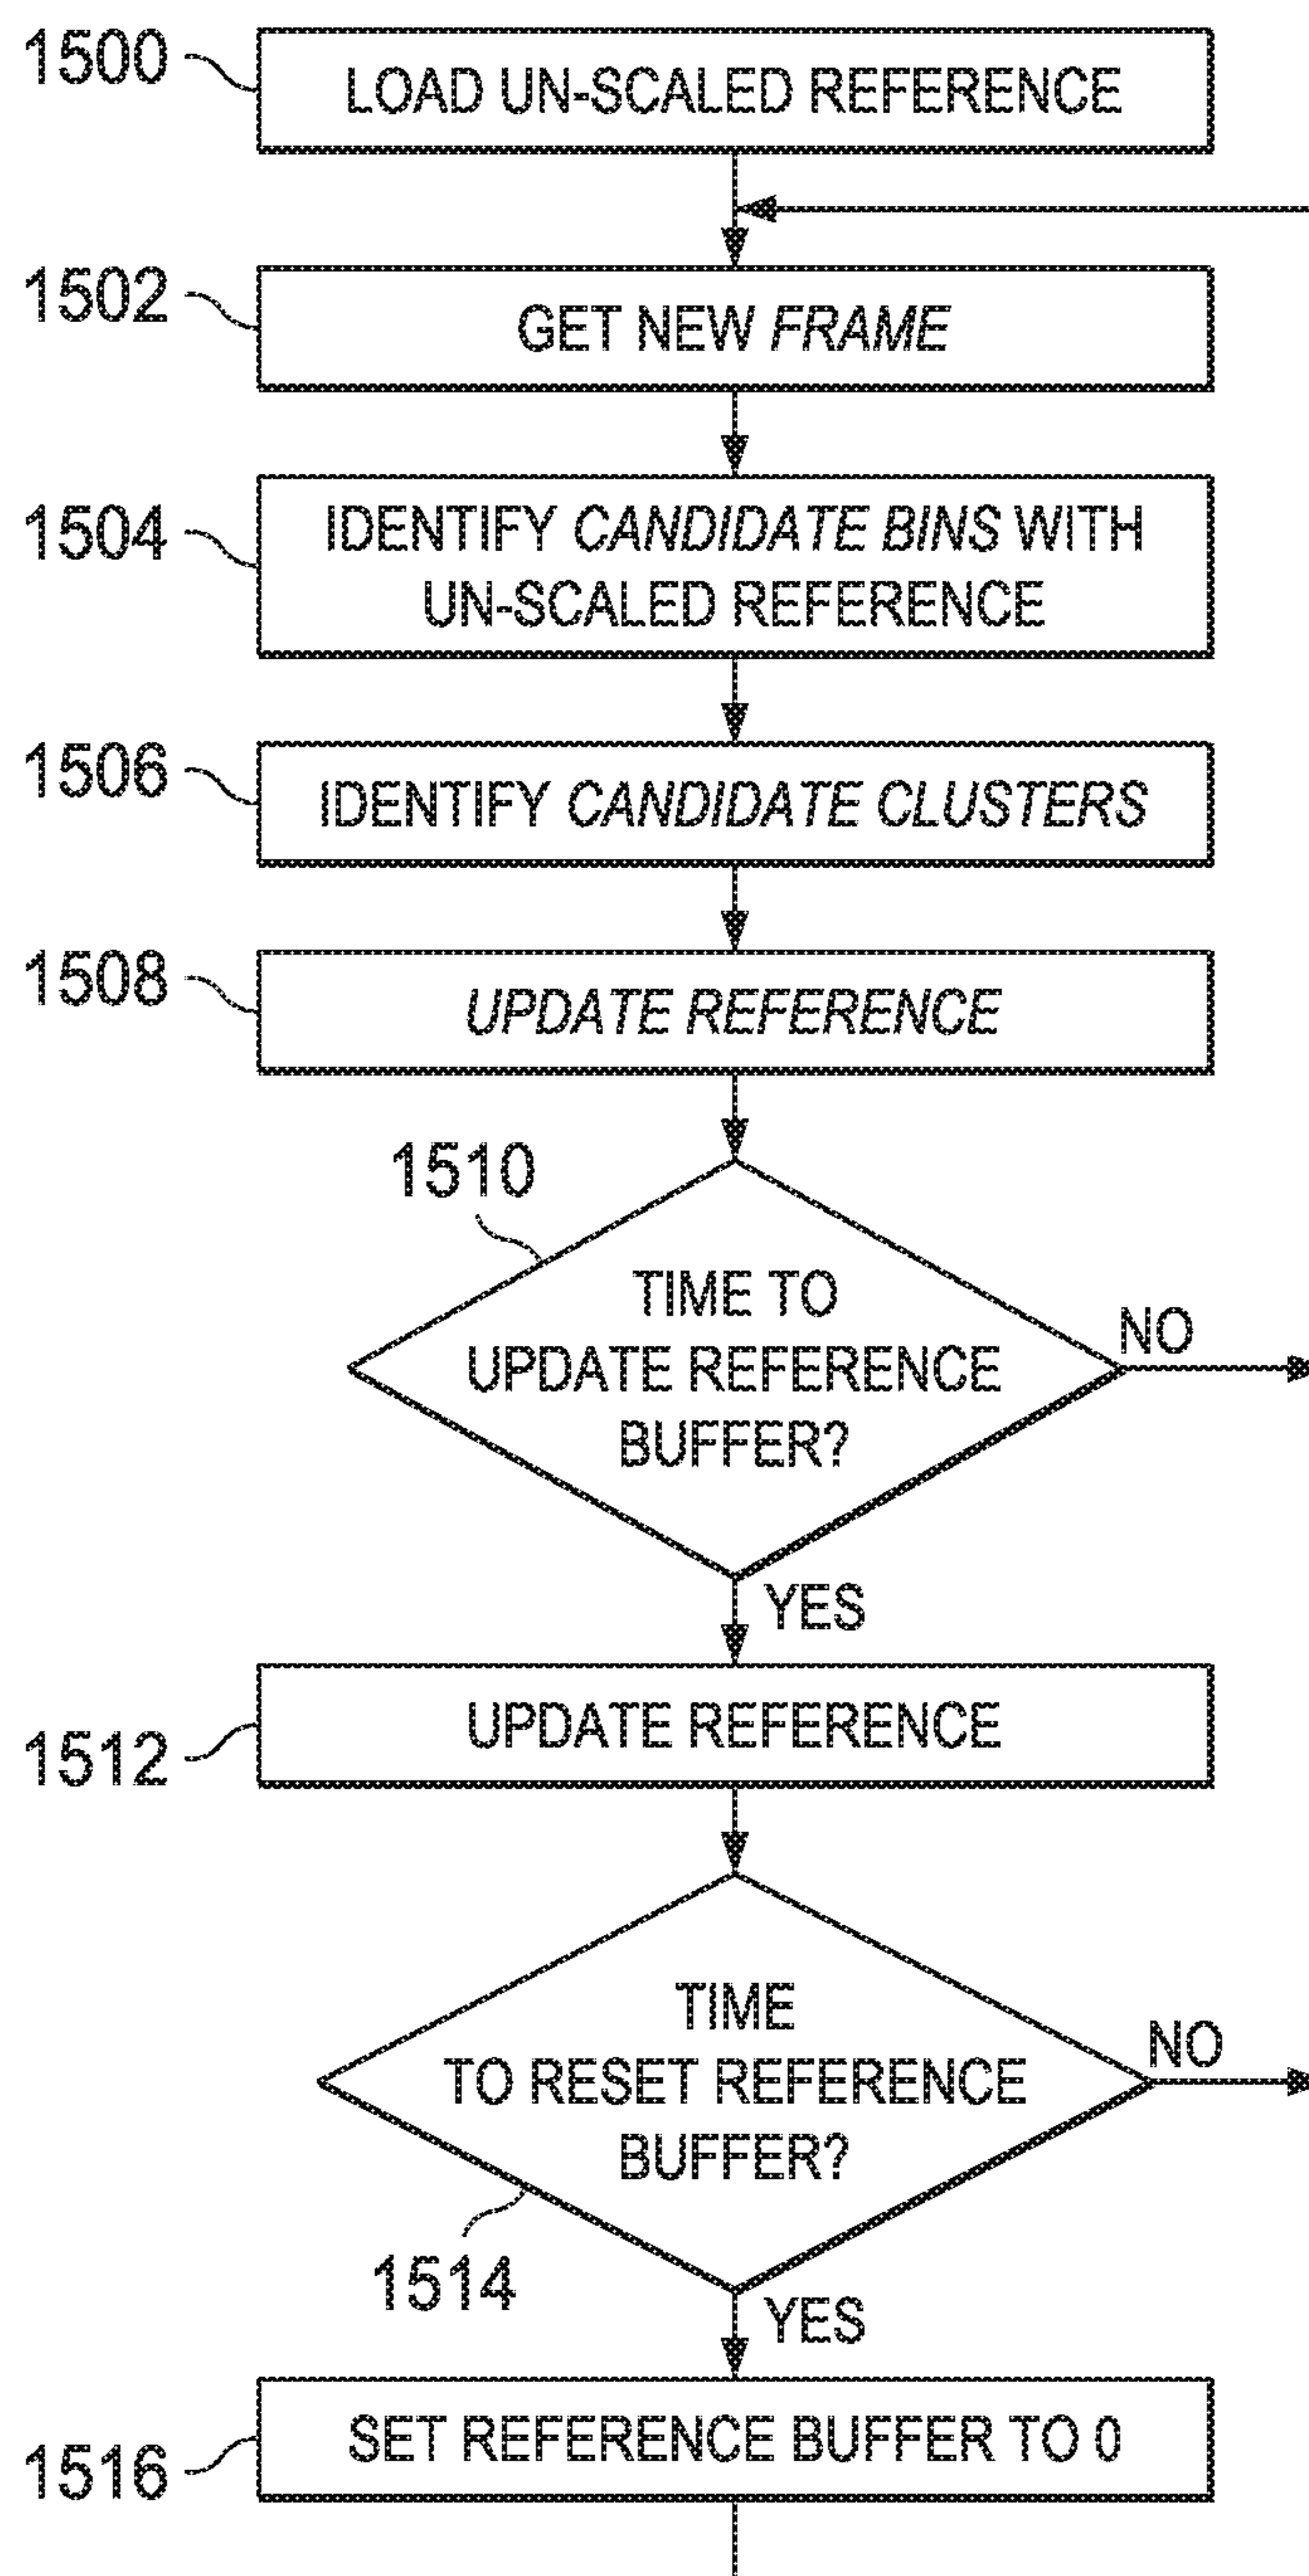 1500
LOAD UN-SCALED REFERENCE
1502
GET NEW FRAME
1504
IDENTIFY CANDIDATE BINS WITH
UN-SCALED REFERENCE
1506
IDENTIFY CANDIDATE CLUSTERS
1508
UPDATE REFERENCE
1510
TIME TO
UPDATE REFERENCE
BUFFER?
NO
YES
1512
UPDATE REFERENCE
TIME
TO RESET REFERENCE
BUFFER?
NO
1514
YES
1516
SET REFERENCE BUFFER TO 0